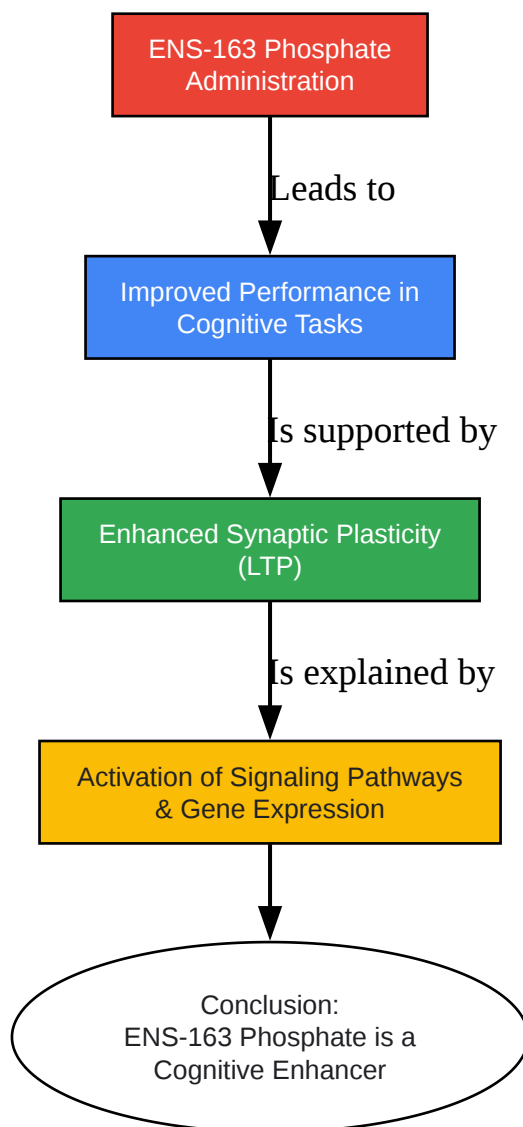 ENS-163 Phosphate
Administration
Leads to
Improved Performance in
Cognitive Tasks
Is supported by
Enhanced Synaptic Plasticity
(LTP)
Is explained by
Activation of Signaling Pathways
& Gene Expression
Conclusion:
ENS-163 Phosphate is a
Cognitive Enhancer